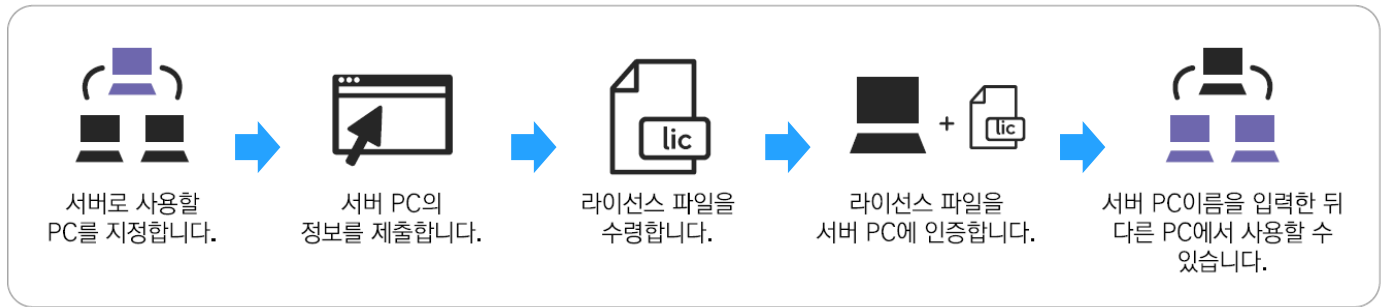 서버로 사용할
PC를 지정합니다.
서버 PC의
정보를 제출합니다.
lic
라이선스 파일을
수령합니다.
+
lic
라이선스 파일을
서버 PC에 인증합니다.
서버 PC이름을 입력한 뒤
다른 PC에서 사용할 수
있습니다.